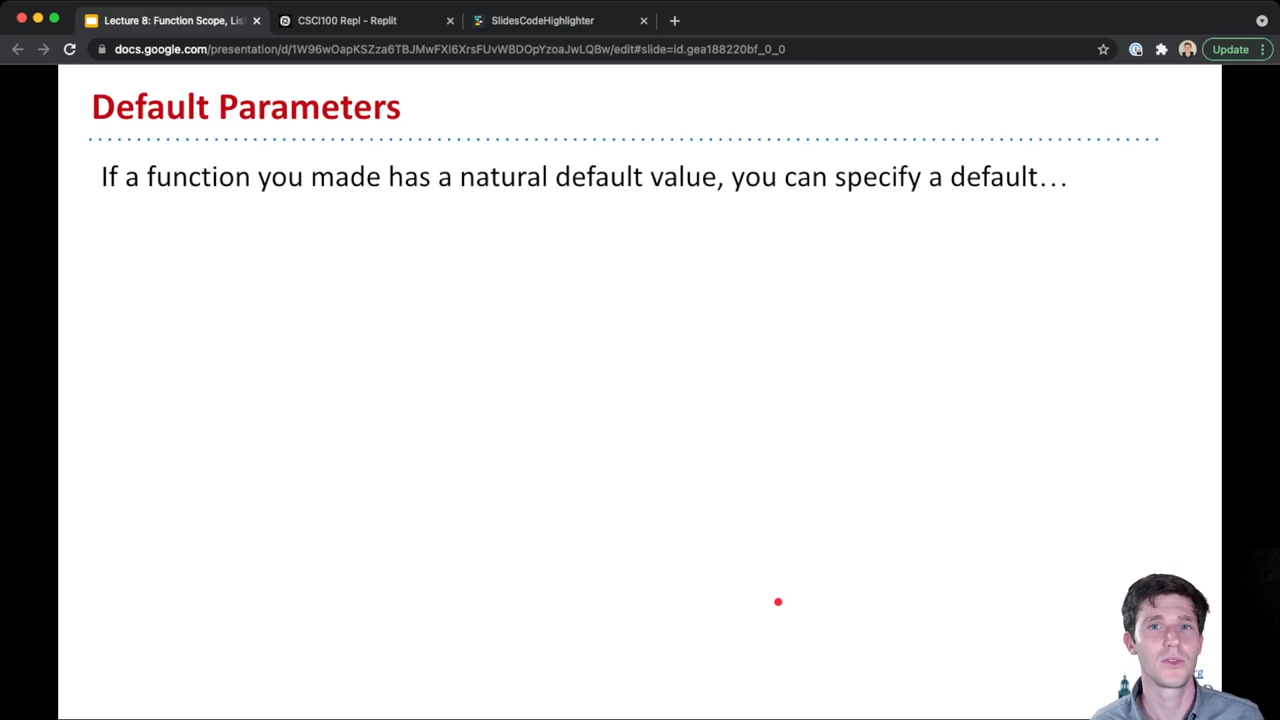 Lecture 8: Function Scope, Lis
CSCI100 Repl - Replit
SlidesCodeHighlighter
docs.google.com/presentation/d/1W96wOapKSZza6TBJMwFXl6XrsFUvWBDOpYzoaJwLQBw/edit#slide=id.gea188220bf_0_0
Update
Default Parameters
If a function you made has a natural default value, you can specify a default…